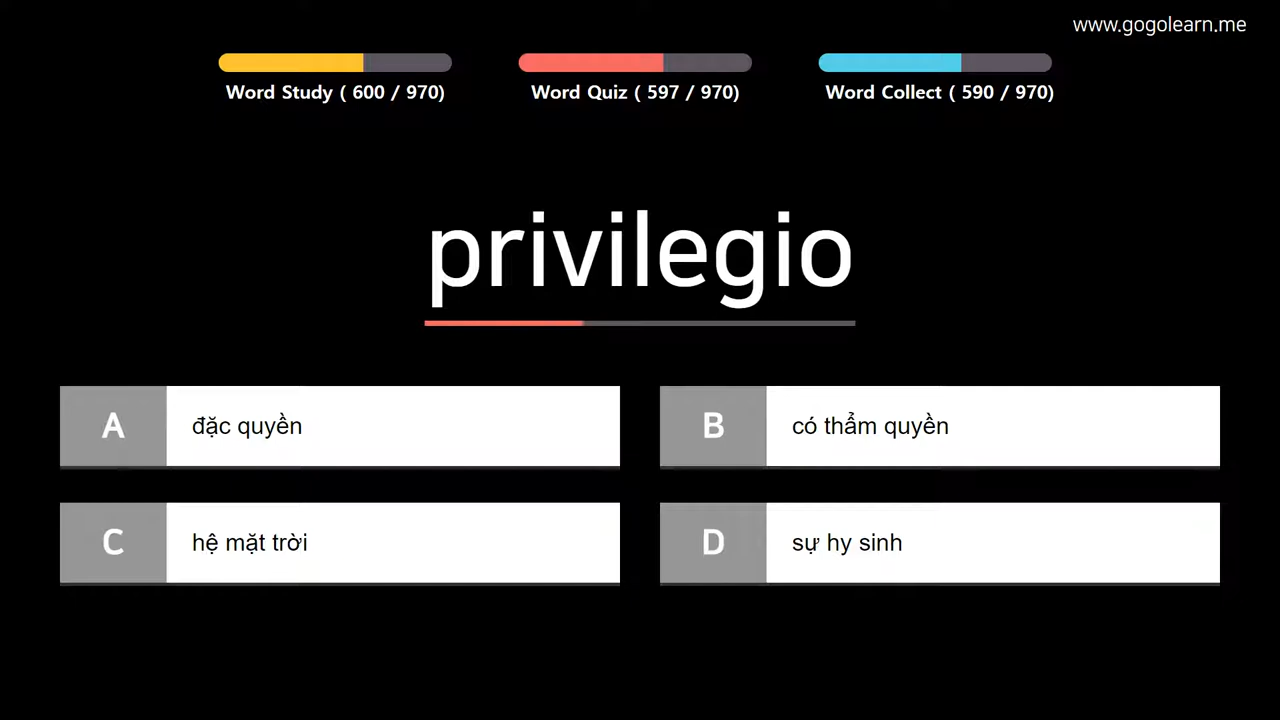 www.gogolearn.me
Word Study ( 600 / 970)
Word Quiz ( 597 / 970)
Word Collect ( 590 / 970)
privilegio
A đặc quyền
B có thẩm quyền
C hệ mặt trời
D sự hy sinh